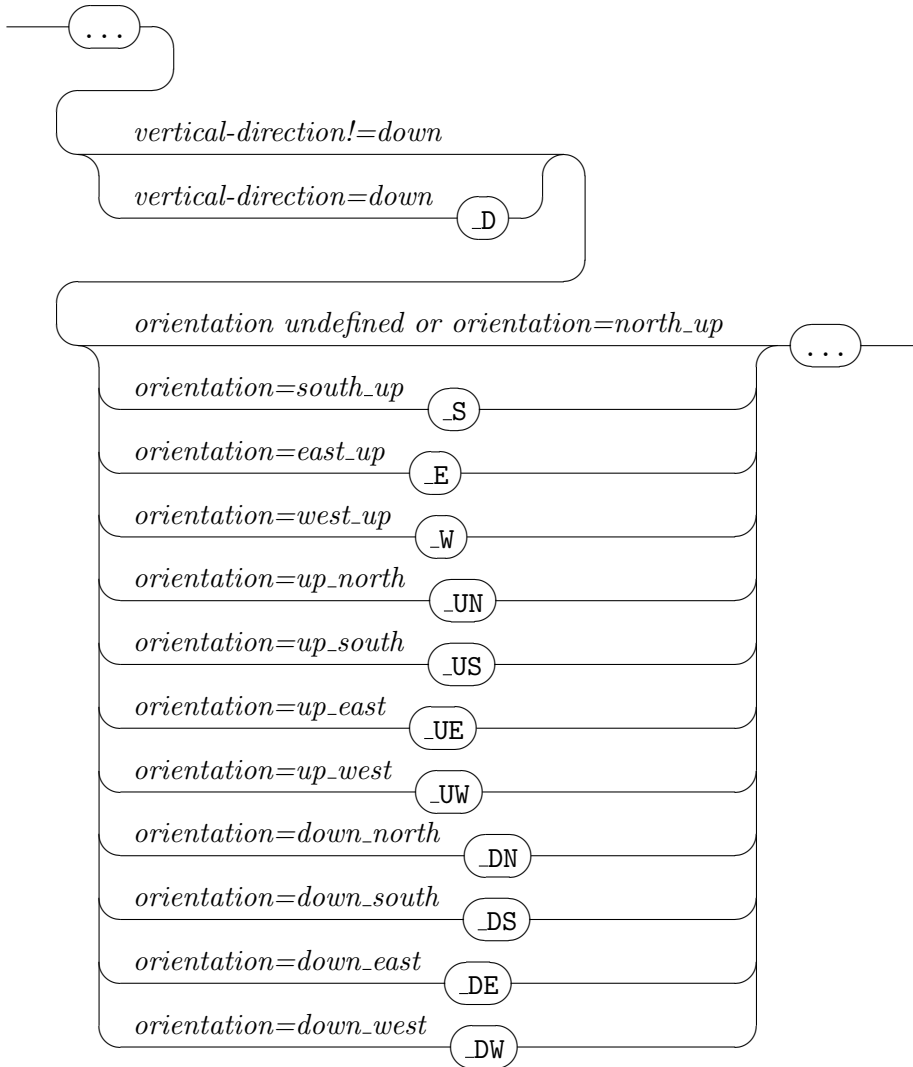 ...
vertical-direction!=down
vertical-direction=down _D
orientation undefined or orientation=north_up ...
orientation=south_up _S
orientation=east_up _E
orientation=west_up _W
orientation=up_north _UN
orientation=up_south _US
orientation=up_east _UE
orientation=up_west _UW
orientation=down_north _DN
orientation=down_south _DS
orientation=down_east _DE
orientation=down_west _DW